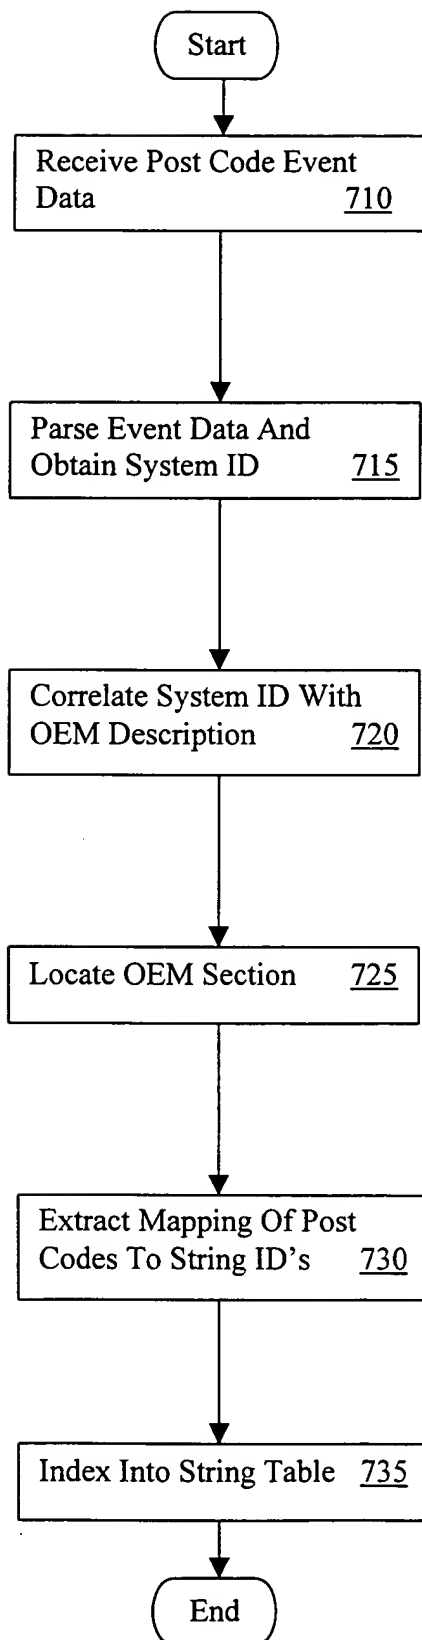 Start
Receive Post Code Event
Data 710
Parse Event Data And
Obtain System ID 715
Correlate System ID With
OEM Description 720
Locate OEM Section 725
Extract Mapping Of Post
Codes To String ID's 730
Index Into String Table 735
End